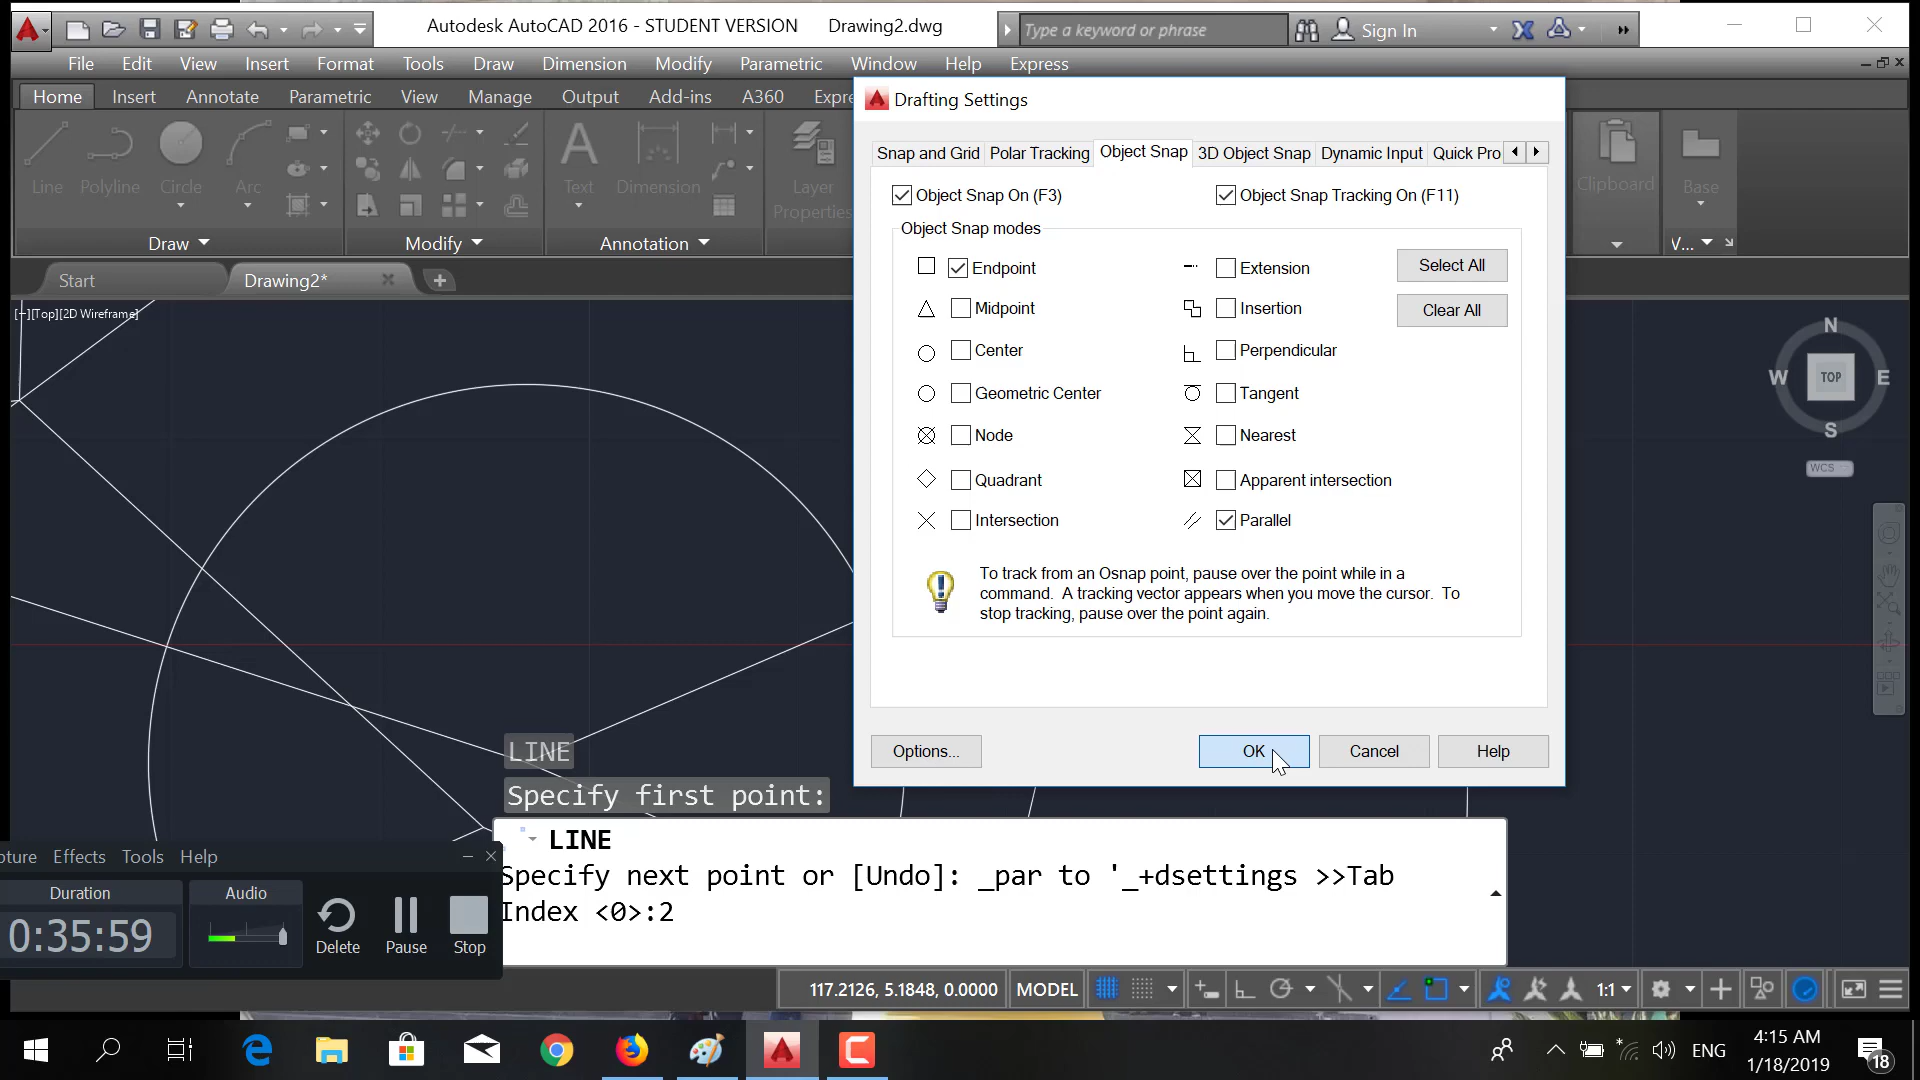 Autodesk AutoCAD 2016 - STUDENT VERSION Drawing2.dwg
Type a keyword or phrase
Sign In
File Edit View Insert Format Tools Draw Dimension Modify Parametric Window Help Express
Home Insert Annotate Parametric View Manage Output Add-ins A360 Expre
Line Polyline Circle Arc
Text Dimension
Layer
Properties
Clipboard
Base
Draw
Modify
Annotation
V...
Start
Drawing2*
[−][Top][2D Wireframe]
Drafting Settings
Snap and Grid Polar Tracking Object Snap 3D Object Snap Dynamic Input Quick Pro
Object Snap On (F3)
Object Snap Tracking On (F11)
Object Snap modes
Endpoint
Extension
Select All
Midpoint
Insertion
Clear All
Center
Perpendicular
Geometric Center
Tangent
Node
Nearest
Quadrant
Apparent intersection
Intersection
Parallel
To track from an Osnap point, pause over the point while in a
command. A tracking vector appears when you move the cursor. To
stop tracking, pause over the point again.
Options...
OK
Cancel
Help
N
W
TOP
E
S
WCS
LINE
Specify first point:
LINE
Specify next point or [Undo]: _par to '_+dsettings >>Tab
Index <0>:2
pture Effects Tools Help
Duration
Audio
0:35:59
Delete
Pause
Stop
117.2126, 5.1848, 0.0000 MODEL
1:1
ENG
4:15 AM
1/18/2019
18